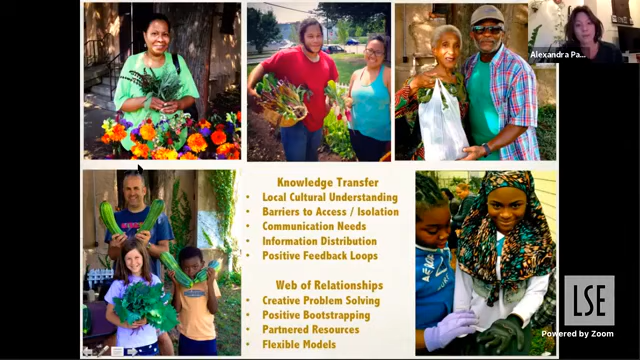 Alexandra Pa...
Knowledge Transfer
• Local Cultural Understanding
• Barriers to Access / Isolation
• Communication Needs
• Information Distribution
• Positive Feedback Loops
Web of Relationships
• Creative Problem Solving
• Positive Bootstrapping
• Partnered Resources
• Flexible Models
LSE
Powered by Zoom